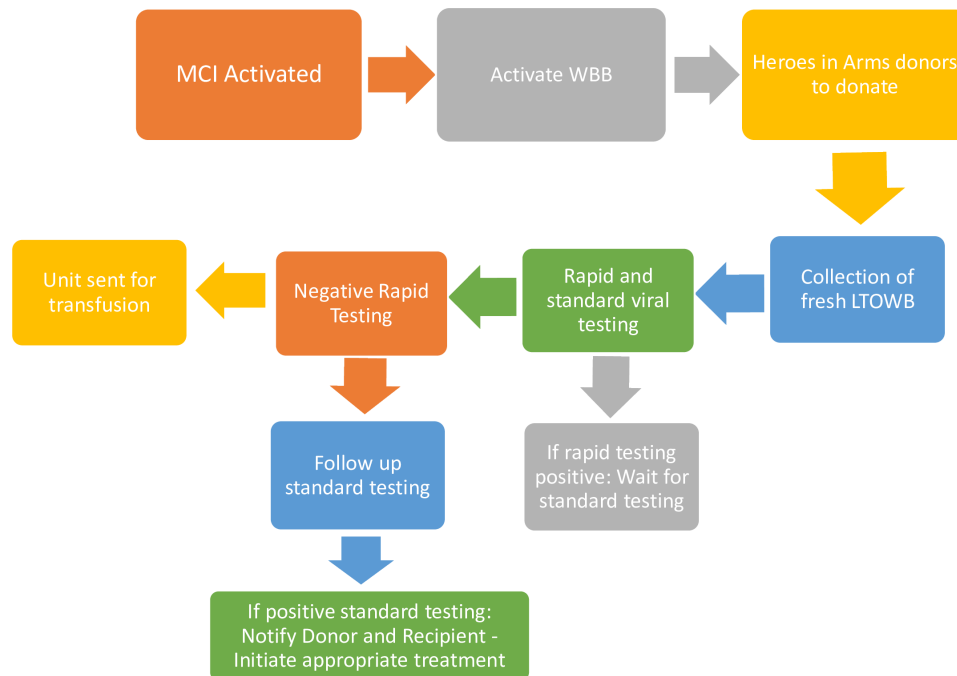 MCI Activated
Activate WBB
Heroes in Arms donors
to donate
Unit sent for
transfusion
Negative Rapid
Testing
Rapid and
standard viral
testing
Collection of
fresh LTOWB
Follow up
standard testing
If rapid testing
positive: Wait for
standard testing
If positive standard testing:
Notify Donor and Recipient -
Initiate appropriate treatment